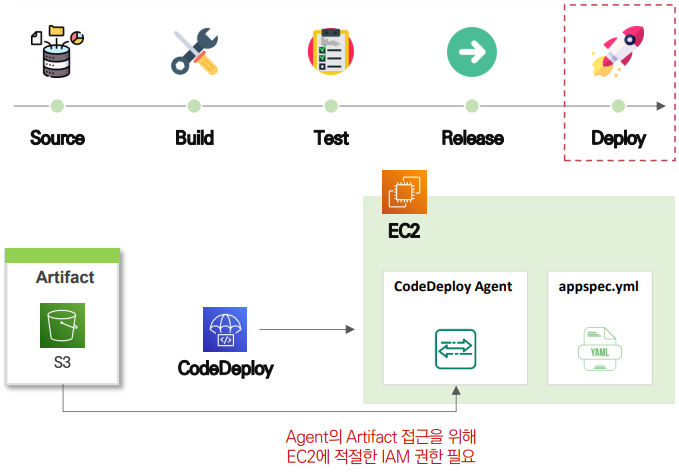 Source
Build
Test
Release
Deploy
EC2
Artifact
S3
CodeDeploy
CodeDeploy Agent
appspec.yml
YAML
Agent의 Artifact 접근을 위해
EC2에 적절한 IAM 권한 필요